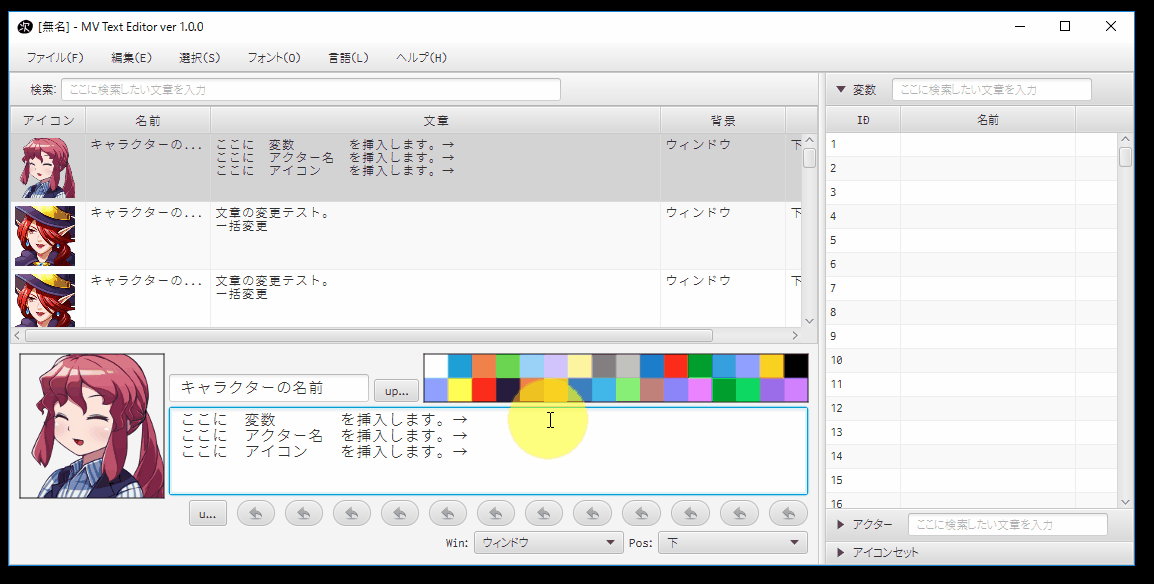 [無名] - MV Text Editor ver 1.0.0
ファイル(F) 編集(E) 選択(S) フォント(O) 言語(L) ヘルプ(H)
検索: ここに検索したい文章を入力
アイコン 名前 文章 背景
キャラクターの... ここに 変数 を挿入します。→ ウィンドウ 下
ここに アクター名 を挿入します。→
ここに アイコン を挿入します。→
キャラクターの... 文章の変更テスト。 ウィンドウ 下
一括変更
キャラクターの... 文章の変更テスト。 ウィンドウ 下
一括変更
キャラクターの名前 up...
ここに 変数 を挿入します。→
ここに アクター名 を挿入します。→
ここに アイコン を挿入します。→
u...
Win: ウィンドウ Pos: 下
変数 ここに検索したい文章を入力
ID 名前
1
2
3
4
5
6
7
8
9
10
11
12
13
14
15
16
アクター ここに検索したい文章を入力
アイコンセット